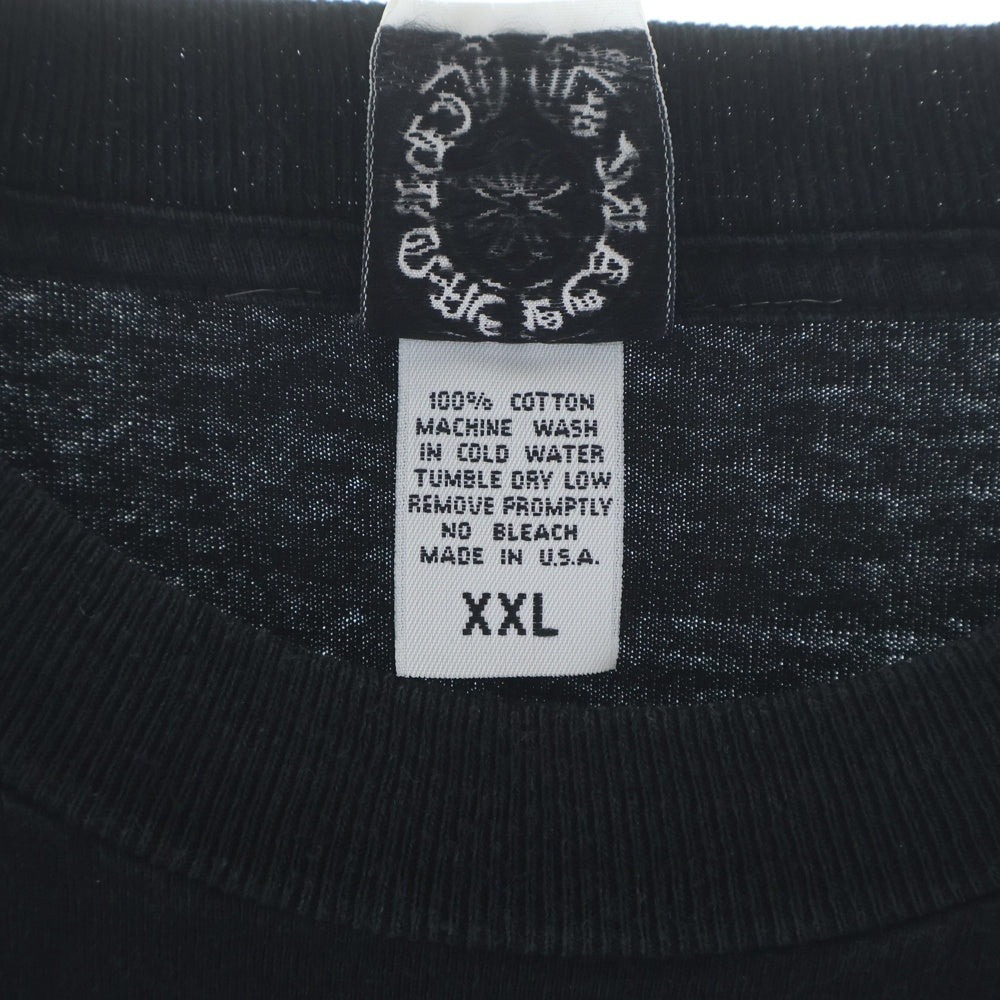 100% COTTON
MACHINE WASH
IN COLD WATER
TUMBLE DRY LOW
REMOVE PROMPTLY
NO BLEACH
MADE IN U.S.A.
XXL